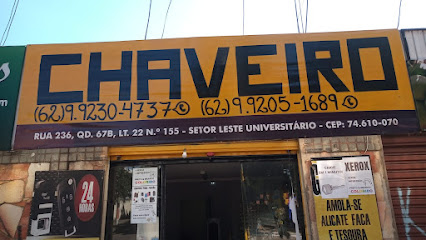 CHAVEIRO
(62)9.9230-4737 (62)9.9205-1689
RUA 236, QD. 67B, LT. 22 N.º 155 - SETOR LESTE UNIVERSITÁRIO - CEP: 74.610-070
24
HORAS
XEROX
AMOLA-SE
ALICATE FACA
E TESOURA